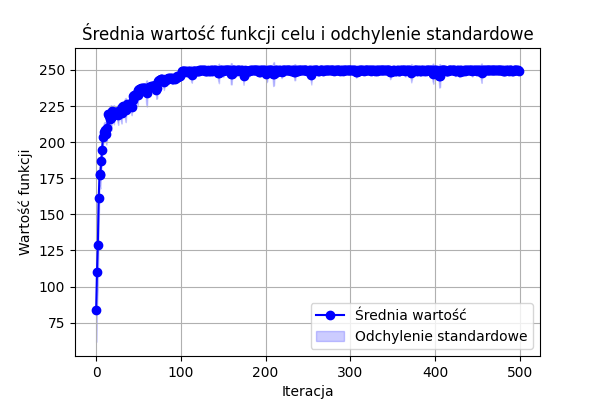 Średnia wartość funkcji celu i odchylenie standardowe
Wartość funkcji
250
225
200
175
150
125
100
75
0
100
200
300
400
500
Iteracja
Średnia wartość
Odchylenie standardowe